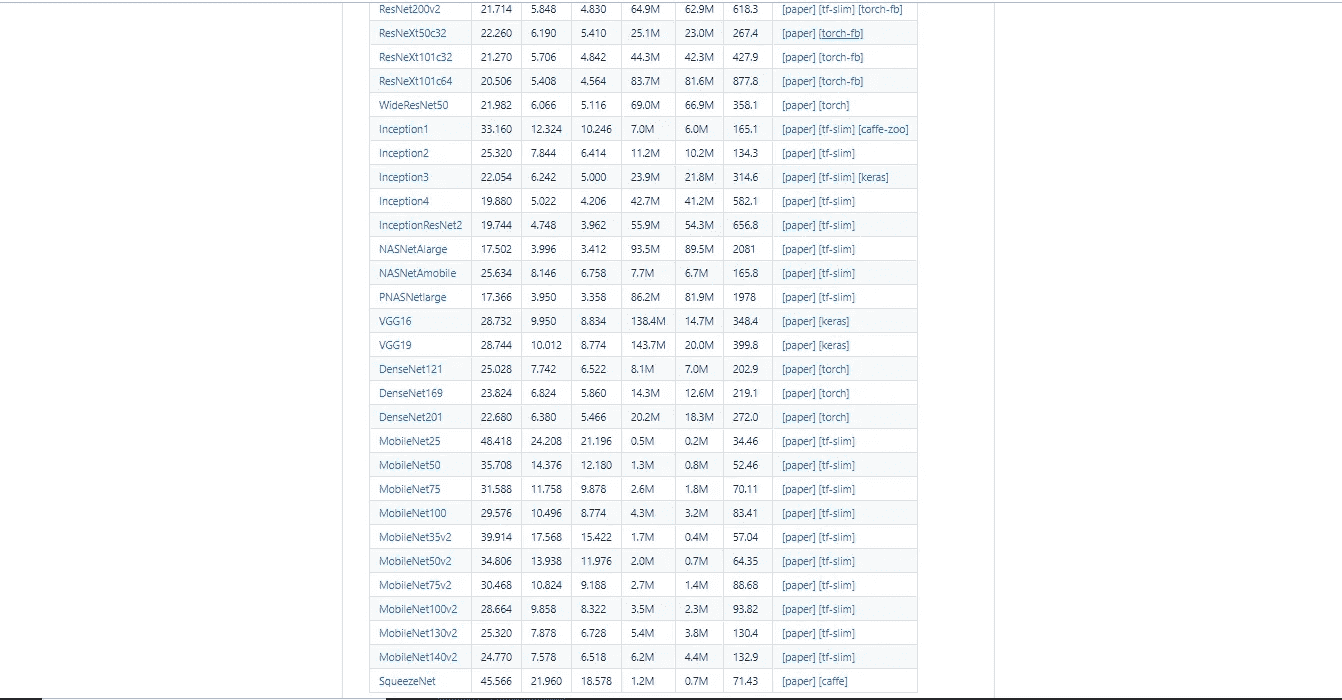 ResNet200v2 21.714 5.848 4.830 64.9M 62.9M 618.3 [paper] [tf-slim] [torch-fb]
ResNeXt50c32 22.260 6.190 5.410 25.1M 23.0M 267.4 [paper] [torch-fb]
ResNeXt101c32 21.270 5.706 4.842 44.3M 42.3M 427.9 [paper] [torch-fb]
ResNeXt101c64 20.506 5.408 4.564 83.7M 81.6M 877.8 [paper] [torch-fb]
WideResNet50 21.982 6.066 5.116 69.0M 66.9M 358.1 [paper] [torch]
Inception1 33.160 12.324 10.246 7.0M 6.0M 165.1 [paper] [tf-slim] [caffe-zoo]
Inception2 25.320 7.844 6.414 11.2M 10.2M 134.3 [paper] [tf-slim]
Inception3 22.054 6.242 5.000 23.9M 21.8M 314.6 [paper] [tf-slim] [keras]
Inception4 19.880 5.022 4.206 42.7M 41.2M 582.1 [paper] [tf-slim]
InceptionResNet2 19.744 4.748 3.962 55.9M 54.3M 656.8 [paper] [tf-slim]
NASNetAlarge 17.502 3.996 3.412 93.5M 89.5M 2081 [paper] [tf-slim]
NASNetAmobile 25.634 8.146 6.758 7.7M 6.7M 165.8 [paper] [tf-slim]
PNASNetlarge 17.366 3.950 3.358 86.2M 81.9M 1978 [paper] [tf-slim]
VGG16 28.732 9.950 8.834 138.4M 14.7M 348.4 [paper] [keras]
VGG19 28.744 10.012 8.774 143.7M 20.0M 399.8 [paper] [keras]
DenseNet121 25.028 7.742 6.522 8.1M 7.0M 202.9 [paper] [torch]
DenseNet169 23.824 6.824 5.860 14.3M 12.6M 219.1 [paper] [torch]
DenseNet201 22.680 6.380 5.466 20.2M 18.3M 272.0 [paper] [torch]
MobileNet25 48.418 24.208 21.196 0.5M 0.2M 34.46 [paper] [tf-slim]
MobileNet50 35.708 14.376 12.180 1.3M 0.8M 52.46 [paper] [tf-slim]
MobileNet75 31.588 11.758 9.878 2.6M 1.8M 70.11 [paper] [tf-slim]
MobileNet100 29.576 10.496 8.774 4.3M 3.2M 83.41 [paper] [tf-slim]
MobileNet35v2 39.914 17.568 15.422 1.7M 0.4M 57.04 [paper] [tf-slim]
MobileNet50v2 34.806 13.938 11.976 2.0M 0.7M 64.35 [paper] [tf-slim]
MobileNet75v2 30.468 10.824 9.188 2.7M 1.4M 88.68 [paper] [tf-slim]
MobileNet100v2 28.664 9.858 8.322 3.5M 2.3M 93.82 [paper] [tf-slim]
MobileNet130v2 25.320 7.878 6.728 5.4M 3.8M 130.4 [paper] [tf-slim]
MobileNet140v2 24.770 7.578 6.518 6.2M 4.4M 132.9 [paper] [tf-slim]
SqueezeNet 45.566 21.960 18.578 1.2M 0.7M 71.43 [paper] [caffe]